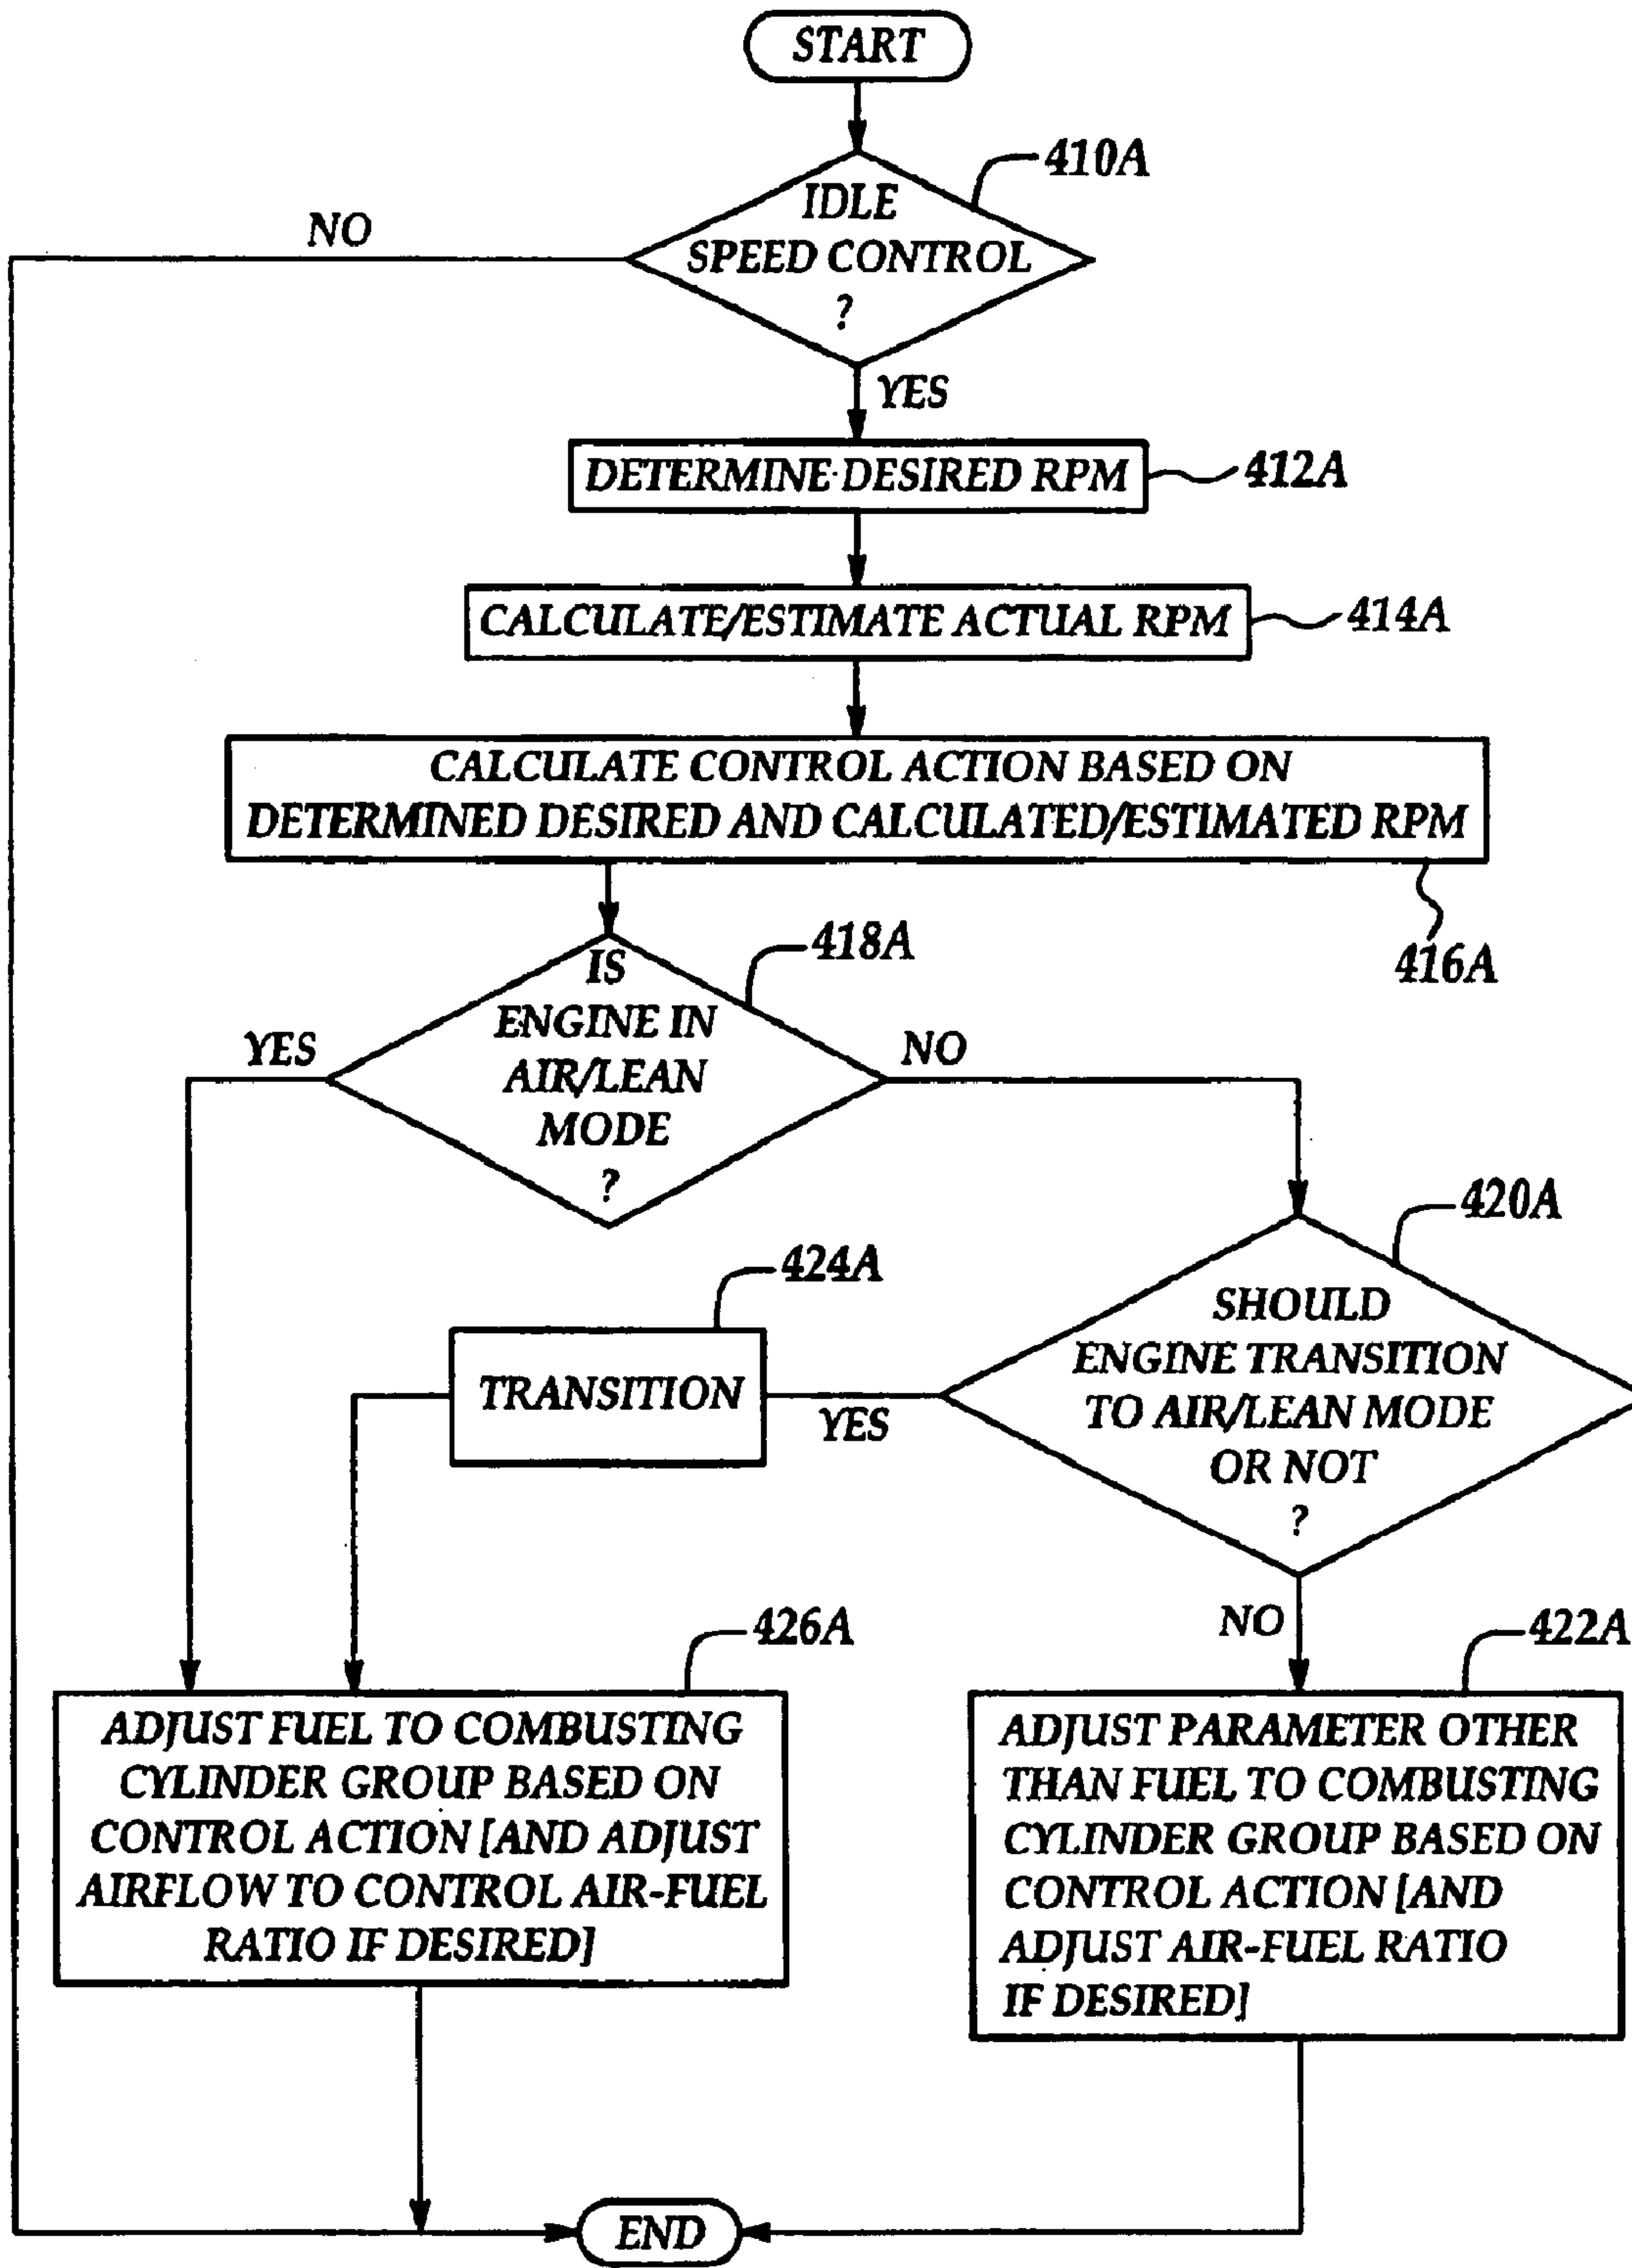 START
410A
IDLE
SPEED CONTROL
?
NO
YES
DETERMINE DESIRED RPM
412A
CALCULATE/ESTIMATE ACTUAL RPM
414A
CALCULATE CONTROL ACTION BASED ON
DETERMINED DESIRED AND CALCULATED/ESTIMATED RPM
416A
418A
IS
ENGINE IN
AIR/LEAN
MODE
?
YES
NO
420A
SHOULD
ENGINE TRANSITION
TO AIR/LEAN MODE
OR NOT
?
424A
TRANSITION
YES
NO
426A
ADJUST FUEL TO COMBUSTING
CYLINDER GROUP BASED ON
CONTROL ACTION [AND ADJUST
AIRFLOW TO CONTROL AIR-FUEL
RATIO IF DESIRED]
422A
ADJUST PARAMETER OTHER
THAN FUEL TO COMBUSTING
CYLINDER GROUP BASED ON
CONTROL ACTION [AND
ADJUST AIR-FUEL RATIO
IF DESIRED]
END